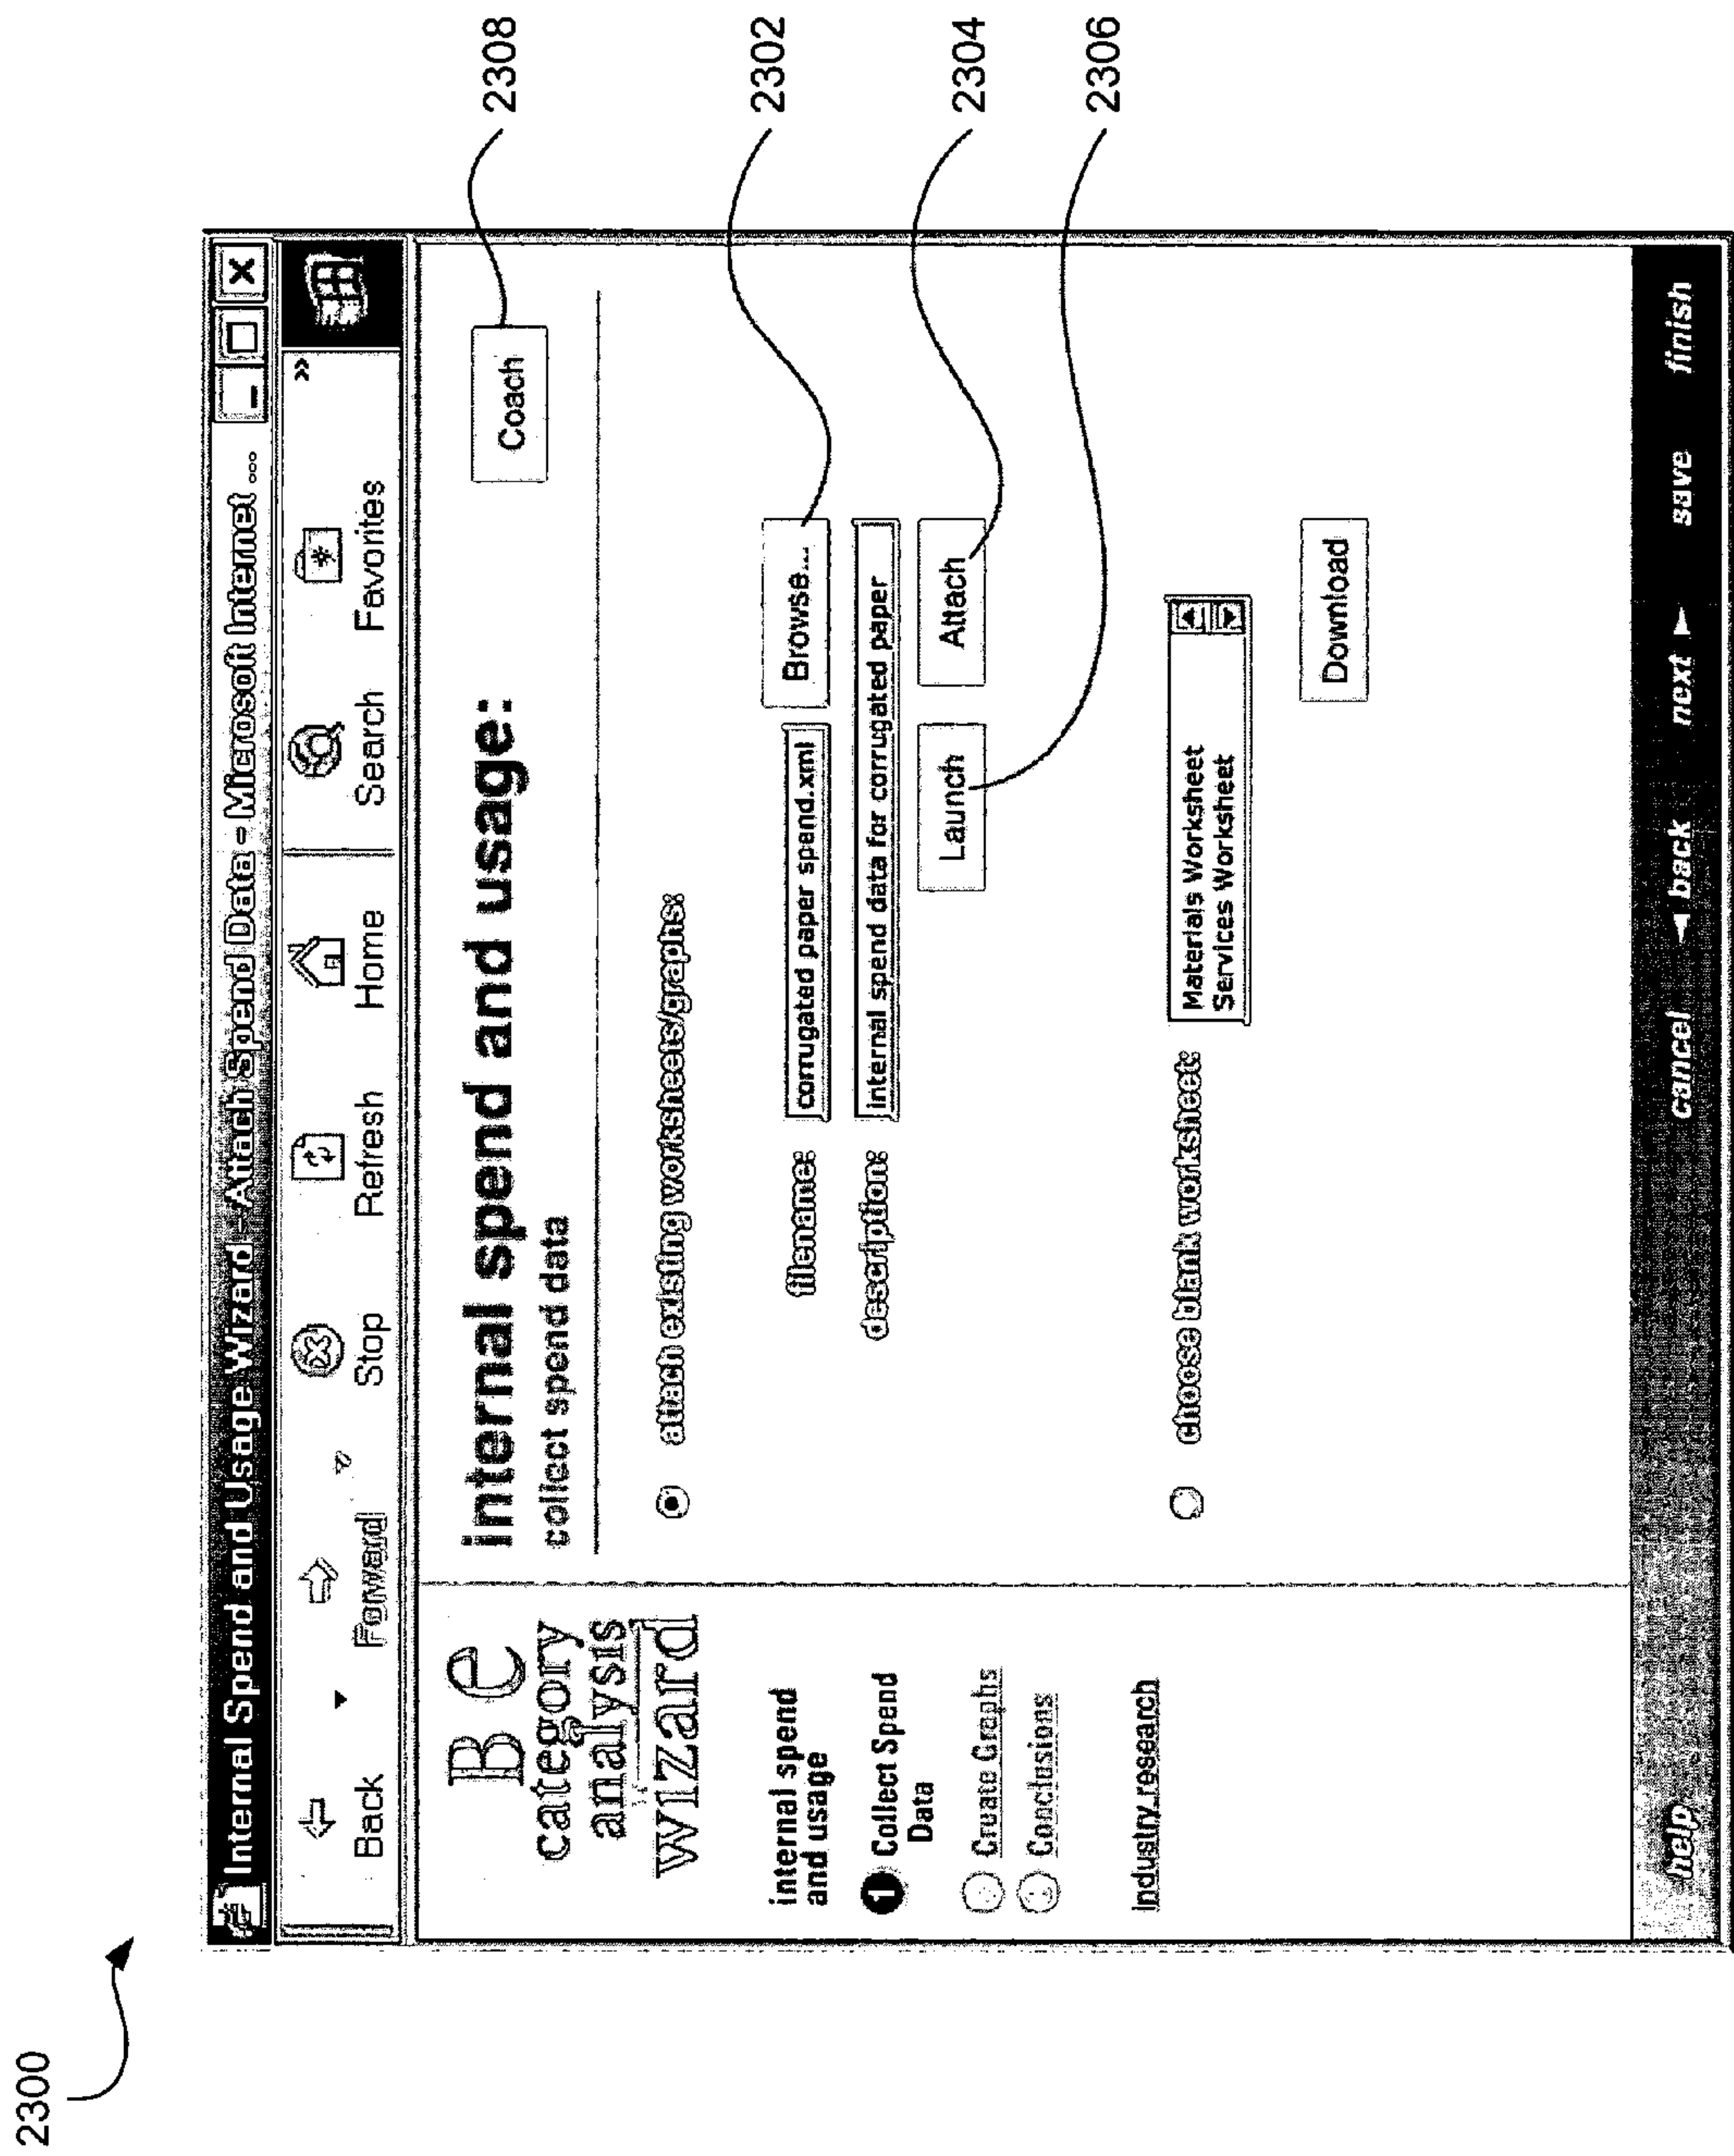 2300
Internal Spend and Usage Wizard - Attach Spend Data - Microsoft Internet ...
Back Forward Stop Refresh Home Search Favorites »
B e
category
analysis
wizard
internal spend
and usage
1 Collect Spend
Data
Create Graphs
Conclusions
industry research
internal spend and usage:
collect spend data
Coach
2308
attach existing worksheets/graphs:
filename: corrugated paper spend.xml Browse...
2302
description: internal spend data for corrugated paper
Launch Attach
2304
2306
choose blank worksheet: Materials Worksheet
Services Worksheet
Download
help cancel back next save finish